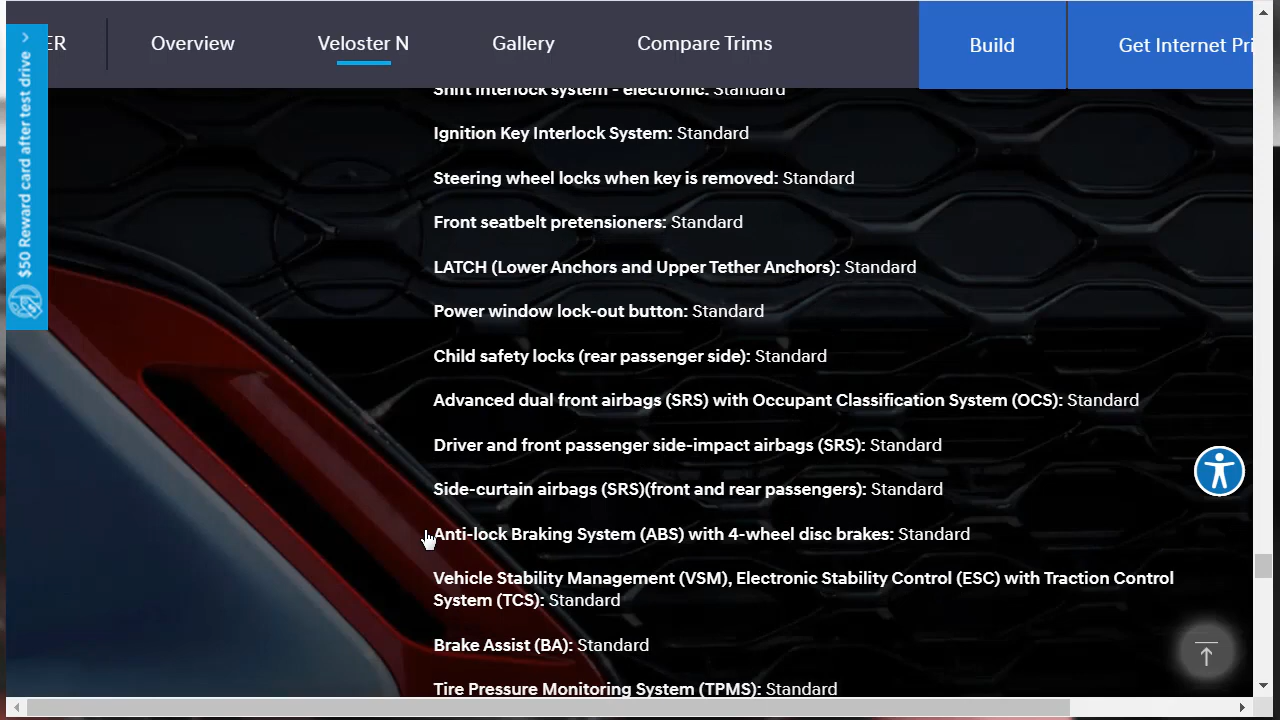 ER
Overview
Veloster N
Gallery
Compare Trims
Build
Get Internet Pri
$50 Reward card after test drive
Shift interlock system - electronic: Standard
Ignition Key Interlock System: Standard
Steering wheel locks when key is removed: Standard
Front seatbelt pretensioners: Standard
LATCH (Lower Anchors and Upper Tether Anchors): Standard
Power window lock-out button: Standard
Child safety locks (rear passenger side): Standard
Advanced dual front airbags (SRS) with Occupant Classification System (OCS): Standard
Driver and front passenger side-impact airbags (SRS): Standard
Side-curtain airbags (SRS)(front and rear passengers): Standard
Anti-lock Braking System (ABS) with 4-wheel disc brakes: Standard
Vehicle Stability Management (VSM), Electronic Stability Control (ESC) with Traction Control
System (TCS): Standard
Brake Assist (BA): Standard
Tire Pressure Monitoring System (TPMS): Standard